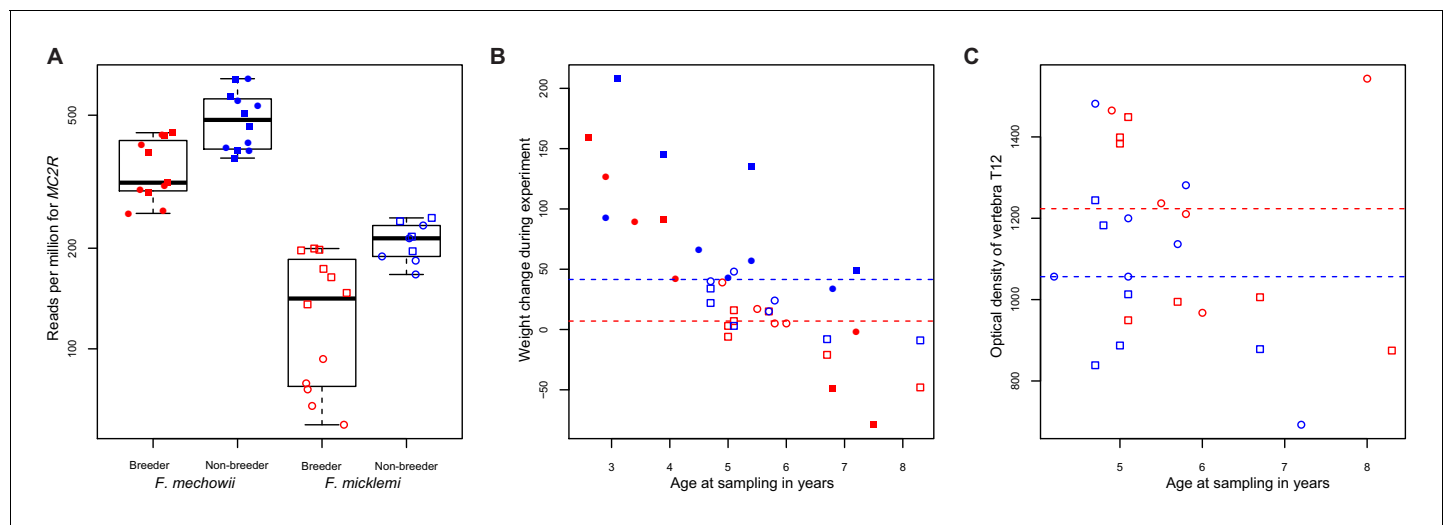 A
B
C
Reads per million for MC2R
500
200
100
Breeder
Non-breeder
Breeder
Non-breeder
F. mechowii
F. micklemi
Weight change during experiment
200
150
100
50
0
−50
3 4 5 6 7 8
Age at sampling in years
Optical density of vertebra T12
1400
1200
1000
800
5 6 7 8
Age at sampling in years